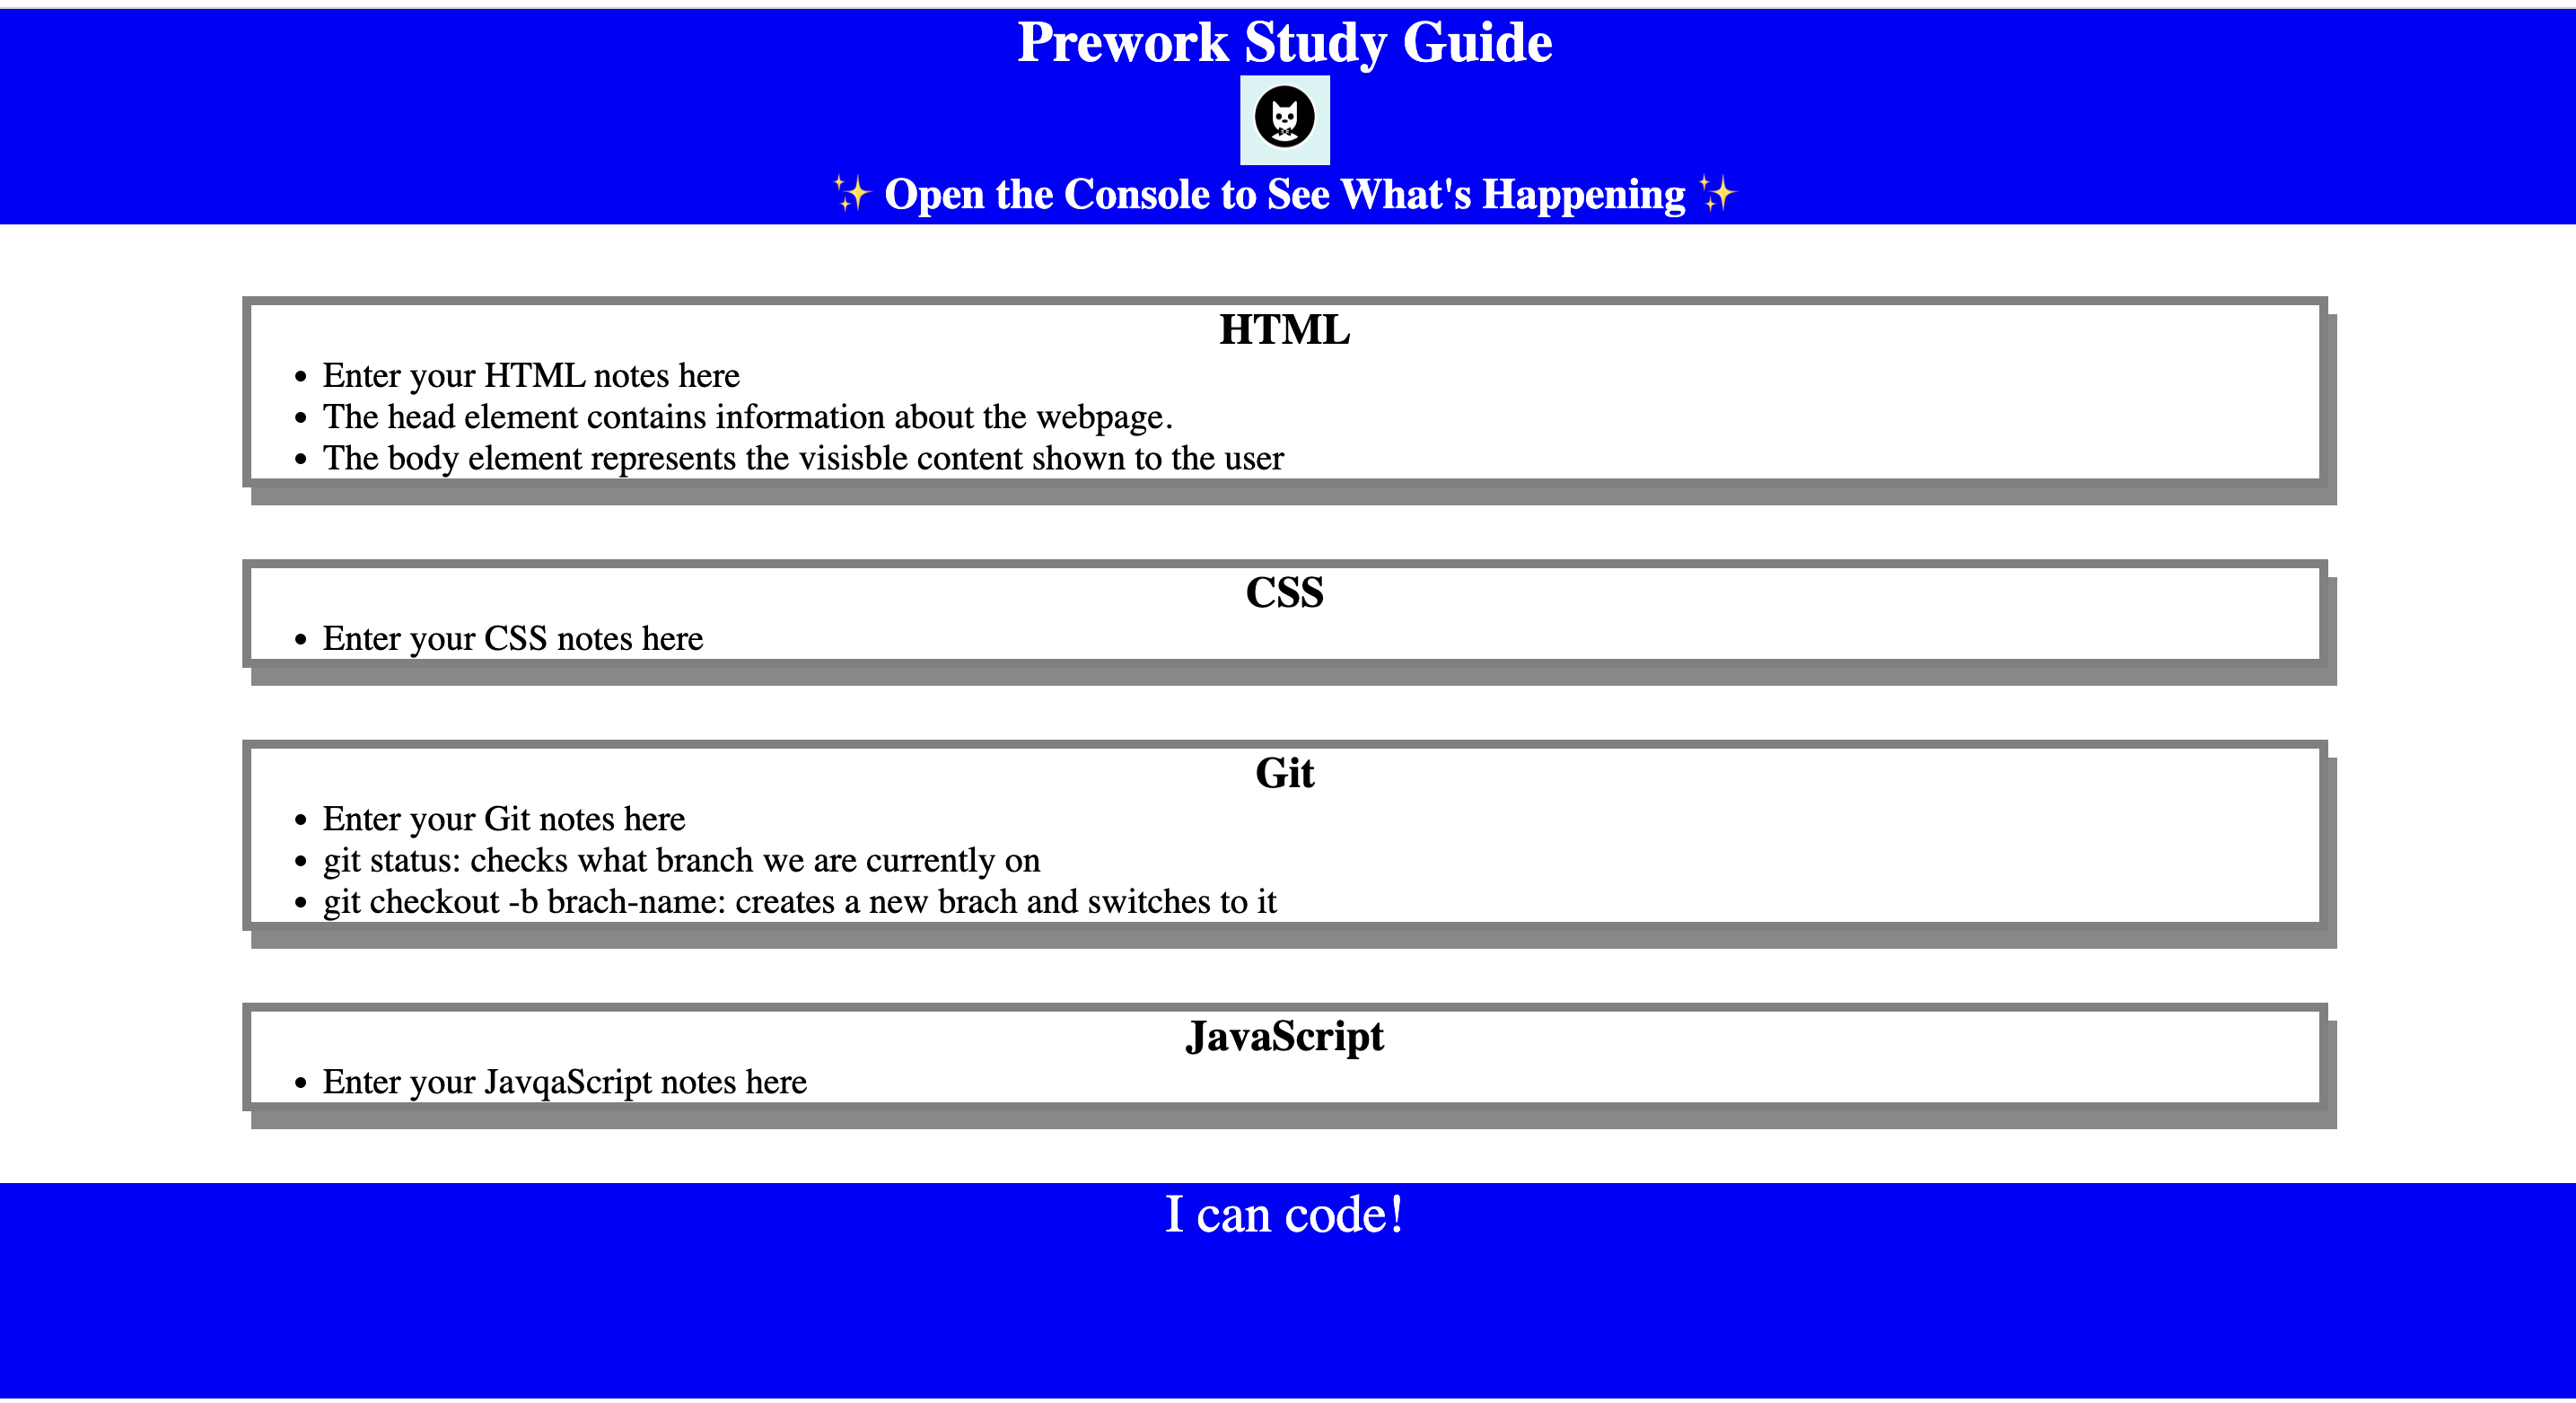 Prework Study Guide
✨ Open the Console to See What's Happening ✨
HTML
• Enter your HTML notes here
• The head element contains information about the webpage.
• The body element represents the visisble content shown to the user
CSS
• Enter your CSS notes here
Git
• Enter your Git notes here
• git status: checks what branch we are currently on
• git checkout -b brach-name: creates a new brach and switches to it
JavaScript
• Enter your JavqaScript notes here
I can code!